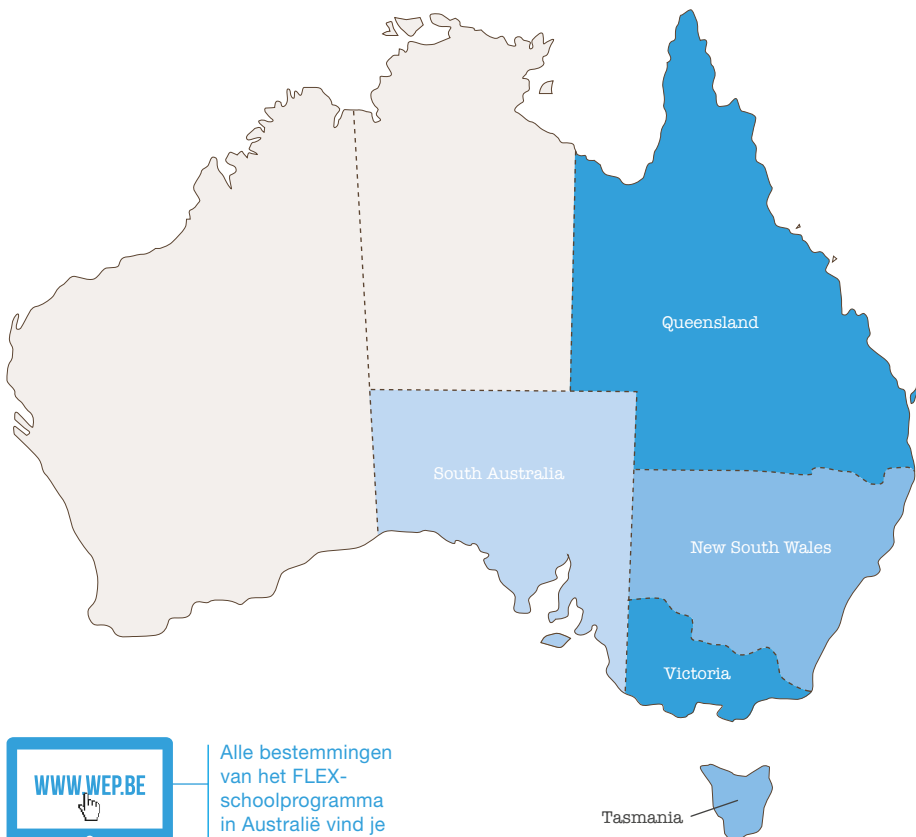 Queensland
South Australia
New South Wales
Victoria
Tasmania
WWW.WEP.BE
Alle bestemmingen
van het FLEX-
schoolprogramma
in Australië vind je